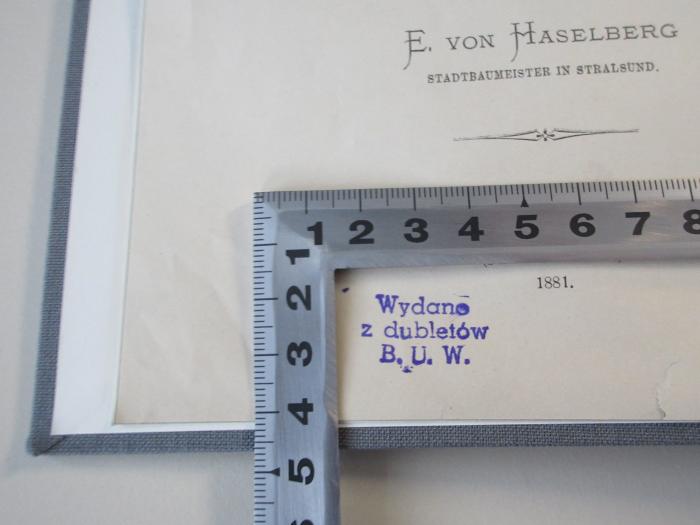 E. VON HASELBERG
STADTBAUMEISTER IN STRALSUND.
1 2 3 4 5 6 7 8
1
2
3
4
5
1881.
Wydano
z dubletów
B. U. W.